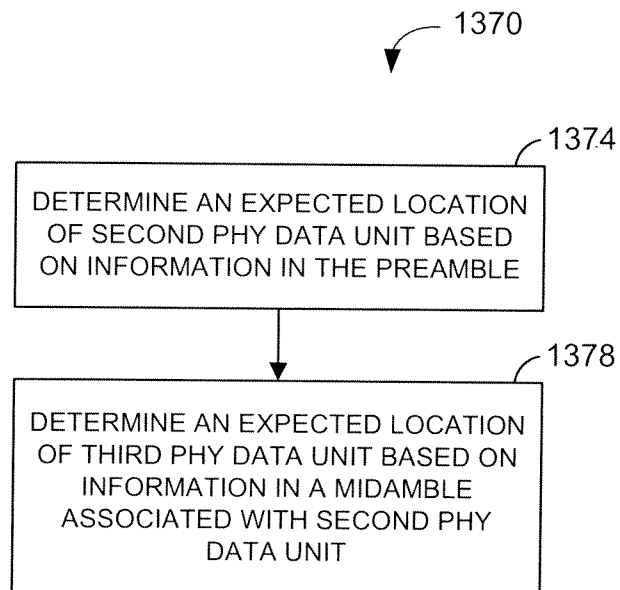 1370
1374
DETERMINE AN EXPECTED LOCATION
OF SECOND PHY DATA UNIT BASED
ON INFORMATION IN THE PREAMBLE
1378
DETERMINE AN EXPECTED LOCATION
OF THIRD PHY DATA UNIT BASED ON
INFORMATION IN A MIDAMBLE
ASSOCIATED WITH SECOND PHY
DATA UNIT